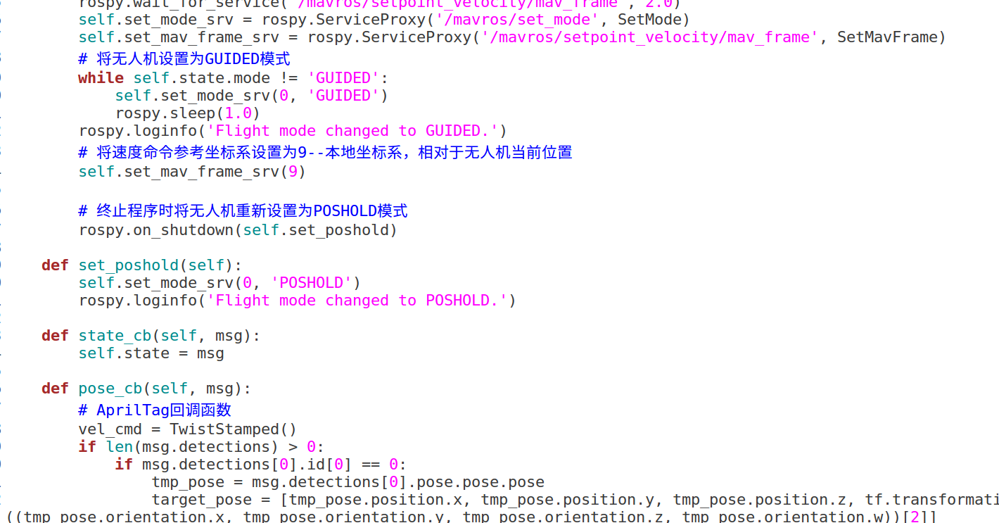 rospy.wait_for_service('/mavros/setpoint_velocity/mav_frame', 2.0)
self.set_mode_srv = rospy.ServiceProxy('/mavros/set_mode', SetMode)
self.set_mav_frame_srv = rospy.ServiceProxy('/mavros/setpoint_velocity/mav_frame', SetMavFrame)
# 将无人机设置为GUIDED模式
while self.state.mode != 'GUIDED':
self.set_mode_srv(0, 'GUIDED')
rospy.sleep(1.0)
rospy.loginfo('Flight mode changed to GUIDED.')
# 将速度命令参考坐标系设置为9--本地坐标系，相对于无人机当前位置
self.set_mav_frame_srv(9)
# 终止程序时将无人机重新设置为POSHOLD模式
rospy.on_shutdown(self.set_poshold)
def set_poshold(self):
self.set_mode_srv(0, 'POSHOLD')
rospy.loginfo('Flight mode changed to POSHOLD.')
def state_cb(self, msg):
self.state = msg
def pose_cb(self, msg):
# AprilTag回调函数
vel_cmd = TwistStamped()
if len(msg.detections) > 0:
if msg.detections[0].id[0] == 0:
tmp_pose = msg.detections[0].pose.pose.pose
target_pose = [tmp_pose.position.x, tmp_pose.position.y, tmp_pose.position.z, tf.transformati
((tmp_pose.orientation.x, tmp_pose.orientation.y, tmp_pose.orientation.z, tmp_pose.orientation.w))[2]]